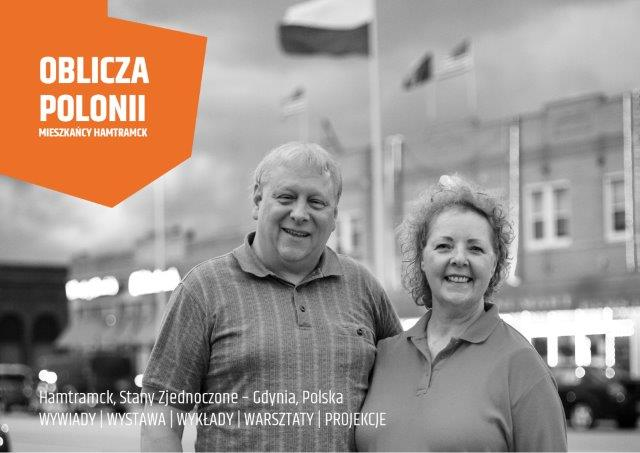 OBLICZA
POLONII
MIESZKAŃCY HAMTRAMCK
Hamtramck, Stany Zjednoczone – Gdynia, Polska
WYWIADY | WYSTAWA | WYKŁADY | WARSZTATY | PROJEKCJE